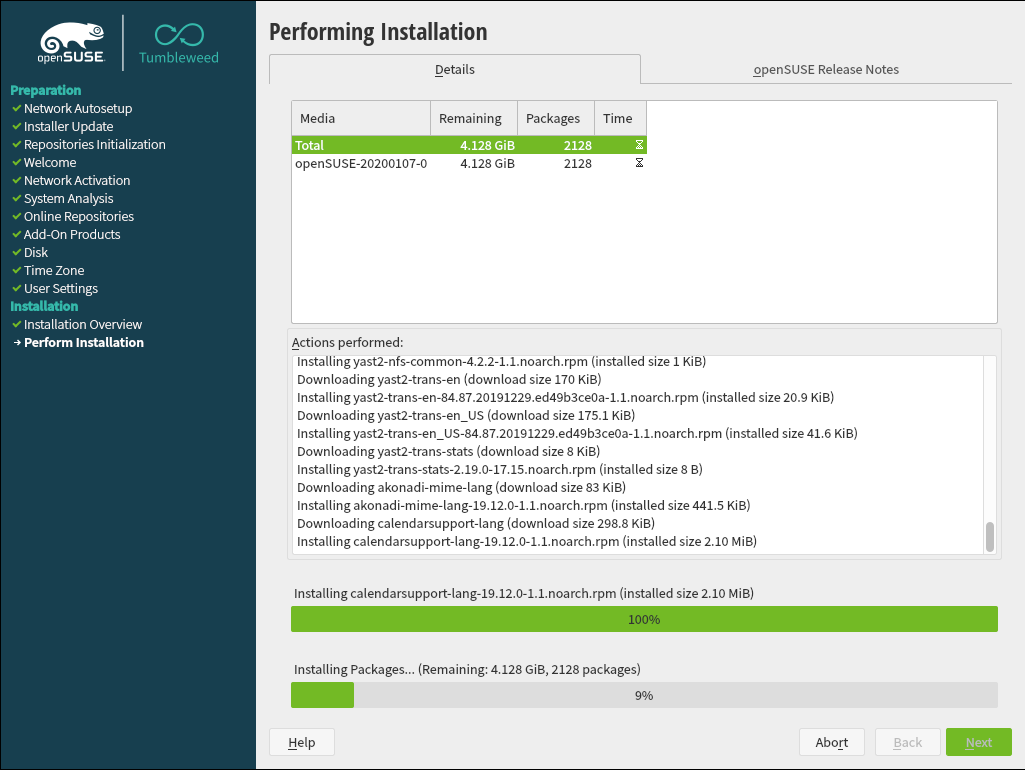 openSUSE
Tumbleweed
Preparation
Network Autosetup
Installer Update
Repositories Initialization
Welcome
Network Activation
System Analysis
Online Repositories
Add-On Products
Disk
Time Zone
User Settings
Installation
Installation Overview
Perform Installation
Performing Installation
Details openSUSE Release Notes
Media Remaining Packages Time
Total 4.128 GiB 2128
openSUSE-20200107-0 4.128 GiB 2128
Actions performed:
Installing yast2-nfs-common-4.2.2-1.1.noarch.rpm (installed size 1 KiB)
Downloading yast2-trans-en (download size 170 KiB)
Installing yast2-trans-en-84.87.20191229.ed49b3ce0a-1.1.noarch.rpm (installed size 20.9 KiB)
Downloading yast2-trans-en_US (download size 175.1 KiB)
Installing yast2-trans-en_US-84.87.20191229.ed49b3ce0a-1.1.noarch.rpm (installed size 41.6 KiB)
Downloading yast2-trans-stats (download size 8 KiB)
Installing yast2-trans-stats-2.19.0-17.15.noarch.rpm (installed size 8 B)
Downloading akonadi-mime-lang (download size 83 KiB)
Installing akonadi-mime-lang-19.12.0-1.1.noarch.rpm (installed size 441.5 KiB)
Downloading calendarsupport-lang (download size 298.8 KiB)
Installing calendarsupport-lang-19.12.0-1.1.noarch.rpm (installed size 2.10 MiB)
Installing calendarsupport-lang-19.12.0-1.1.noarch.rpm (installed size 2.10 MiB)
100%
Installing Packages... (Remaining: 4.128 GiB, 2128 packages)
9%
Help Abort Back Next